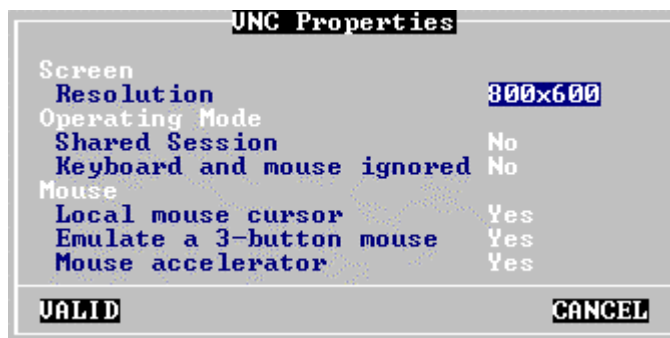 VNC Properties
Screen
Resolution 800x600
Operating Mode
Shared Session No
Keyboard and mouse ignored No
Mouse
Local mouse cursor Yes
Emulate a 3-button mouse Yes
Mouse accelerator Yes
VALID CANCEL